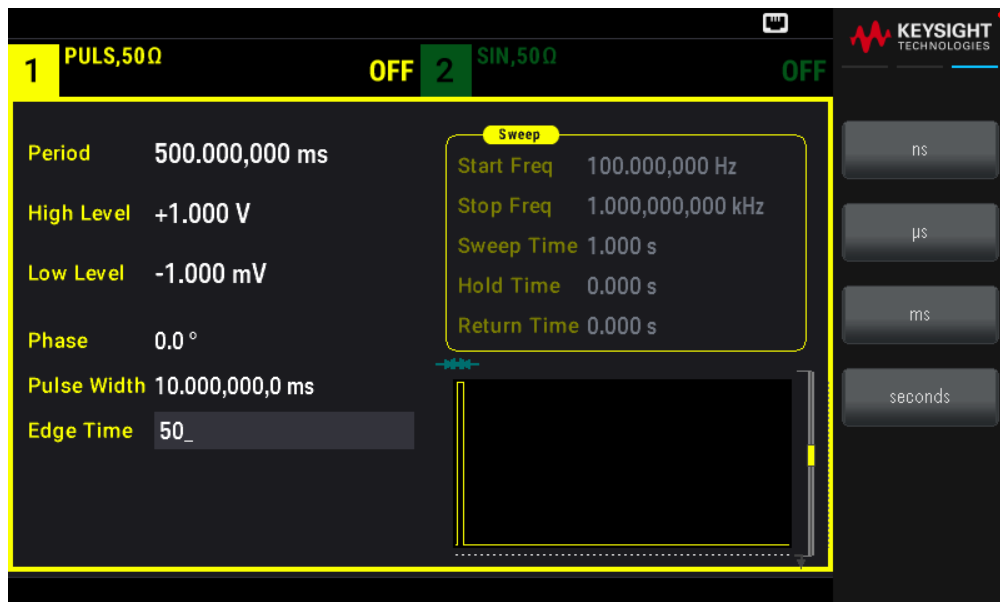 KEYSIGHT
TECHNOLOGIES
1 PULS,50Ω OFF 2 SIN,50Ω OFF
Period 500.000,000 ms
High Level +1.000 V
Low Level -1.000 mV
Phase 0.0 °
Pulse Width 10.000,000,0 ms
Edge Time 50_
Sweep
Start Freq 100.000,000 Hz
Stop Freq 1.000,000,000 kHz
Sweep Time 1.000 s
Hold Time 0.000 s
Return Time 0.000 s
ns
µs
ms
seconds